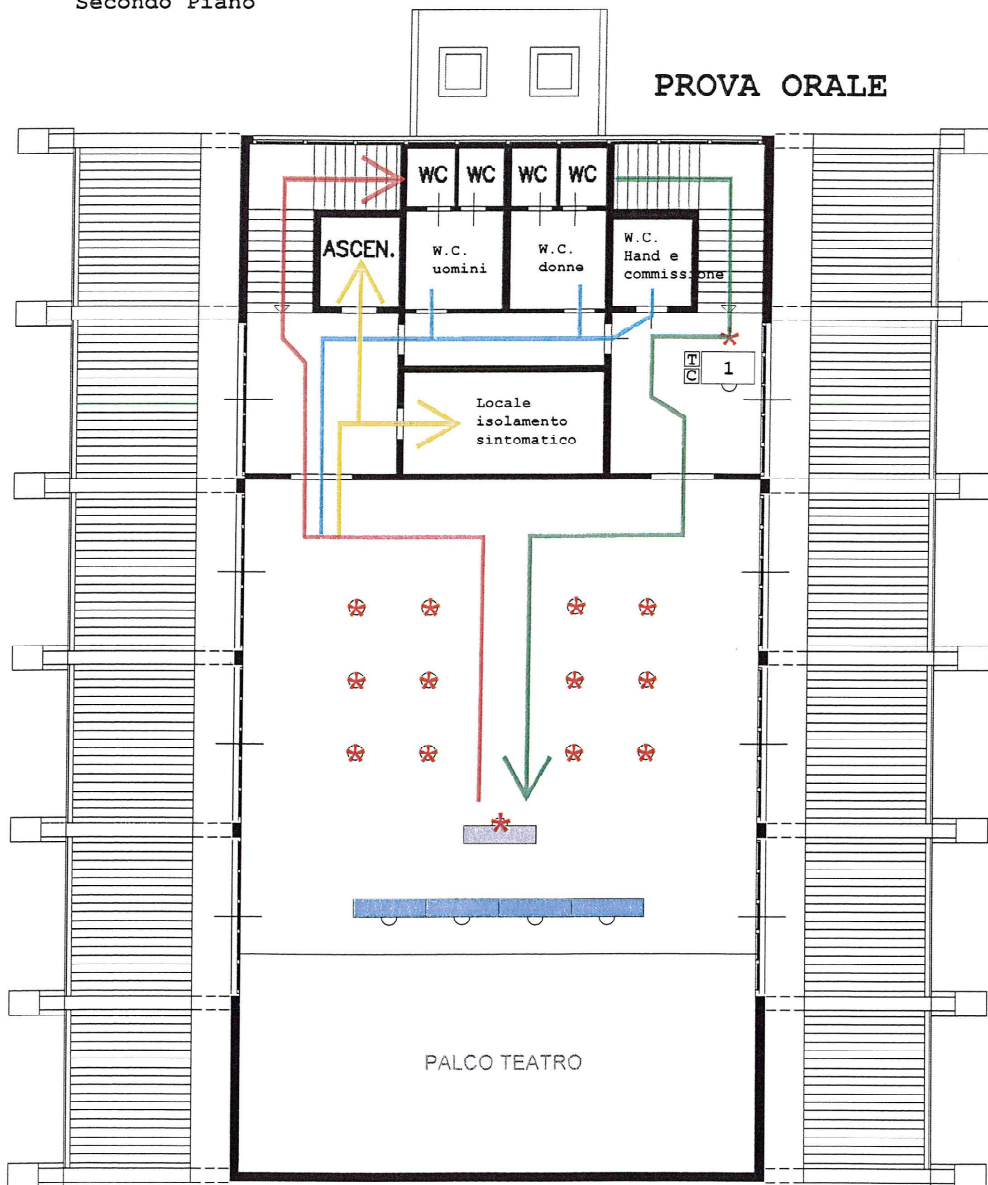 Secondo Piano
PROVA ORALE
WC WC WC WC
ASCEN.
W.C.
uomini
W.C.
donne
W.C.
Hand e
commissione
T
C
1
Locale
isolamento
sintomatico
PALCO TEATRO